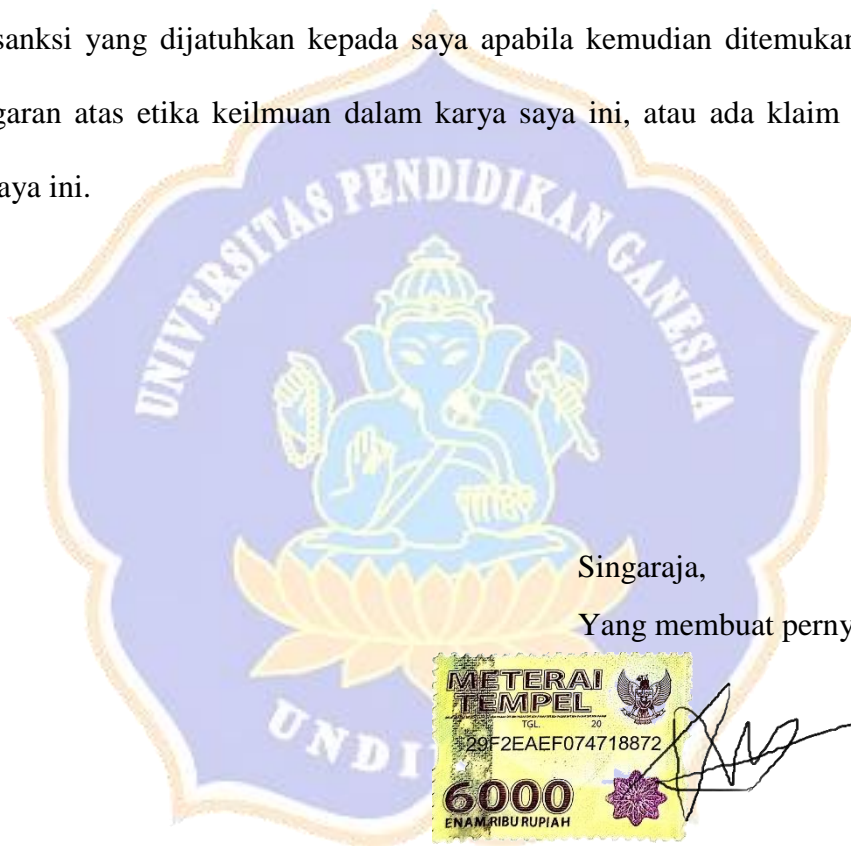 sanksi yang dijatuhkan kepada saya apabila kemudian ditemukan
garan atas etika keilmuan dalam karya saya ini, atau ada klaim
aya ini.
UNIVERSITAS PENDIDIKAN GANESHA
Singaraja,
Yang membuat perny
METERAI
TEMPEL
TGL. 20
29F2EAEF074718872
UNDI
6000
ENAM RIBU RUPIAH